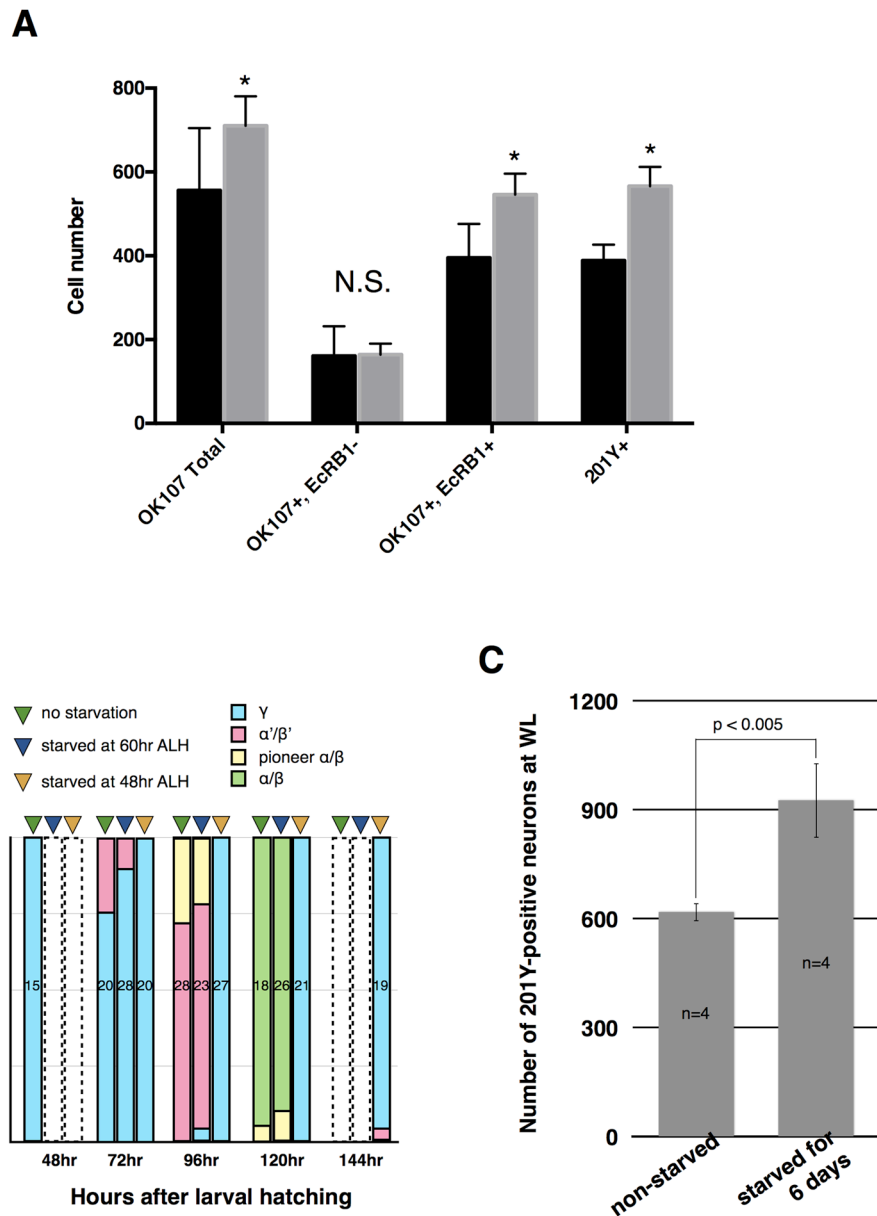 A
Cell number
800
600
400
200
0
*
N.S.
*
*
OK107 Total
OK107+, EcRB1-
OK107+, EcRB1+
201Y+
no starvation
starved at 60hr ALH
starved at 48hr ALH
γ
α’/β’
pioneer α/β
α/β
15
20 28 20
28 23 27
18 26 21
19
48hr 72hr 96hr 120hr 144hr
Hours after larval hatching
C
Number of 201Y-positive neurons at WL
1200
900
600
300
0
p < 0.005
n=4
n=4
non-starved
starved for
6 days